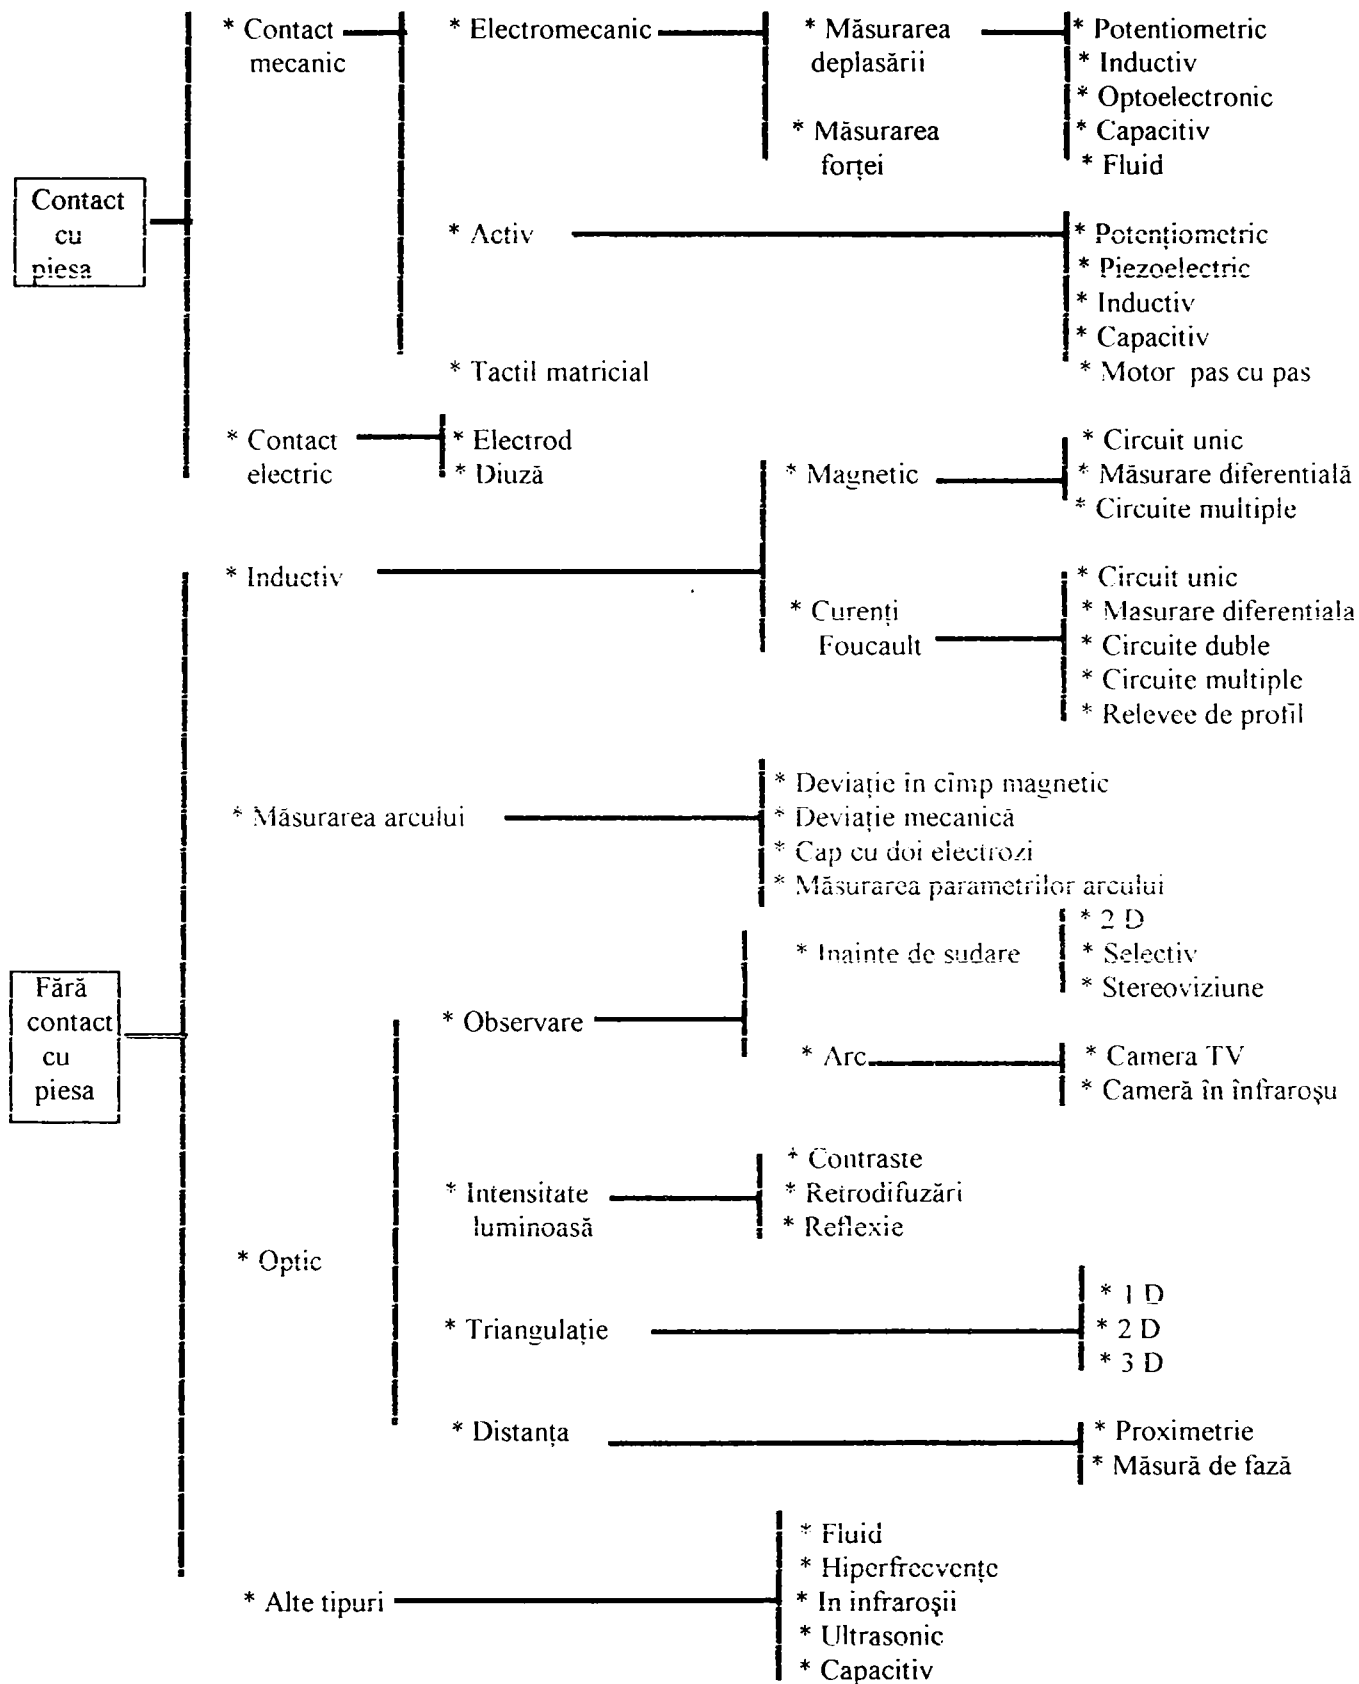 * Contact
mecanic
* Electromecanic
* Măsurarea
deplasării
* Potentiometric
* Inductiv
* Optoelectronic
* Capacitiv
* Fluid
* Măsurarea
forței
Contact
cu
piesa
* Activ
* Potențiometric
* Piezoelectric
* Inductiv
* Capacitiv
* Motor pas cu pas
* Tactil matricial
* Contact
electric
* Electrod
* Diuză
* Inductiv
* Magnetic
* Circuit unic
* Măsurare diferentială
* Circuite multiple
* Curenți
Foucault
* Circuit unic
* Masurare diferentiala
* Circuite duble
* Circuite multiple
* Relevee de profil
* Măsurarea arcului
* Deviație în cîmp magnetic
* Deviație mecanică
* Cap cu doi electrozi
* Măsurarea parametrilor arcului
Fără
contact
cu
piesa
* Optic
* Observare
* Inainte de sudare
* 2 D
* Selectiv
* Stereoviziune
* Arc
* Camera TV
* Cameră în înfraroşu
* Intensitate
luminoasă
* Contraste
* Retrodifuzări
* Reflexie
* Triangulație
* 1 D
* 2 D
* 3 D
* Distanța
* Proximetrie
* Măsură de fază
* Alte tipuri
* Fluid
* Hiperfrecvențe
* In infraroşii
* Ultrasonic
* Capacitiv